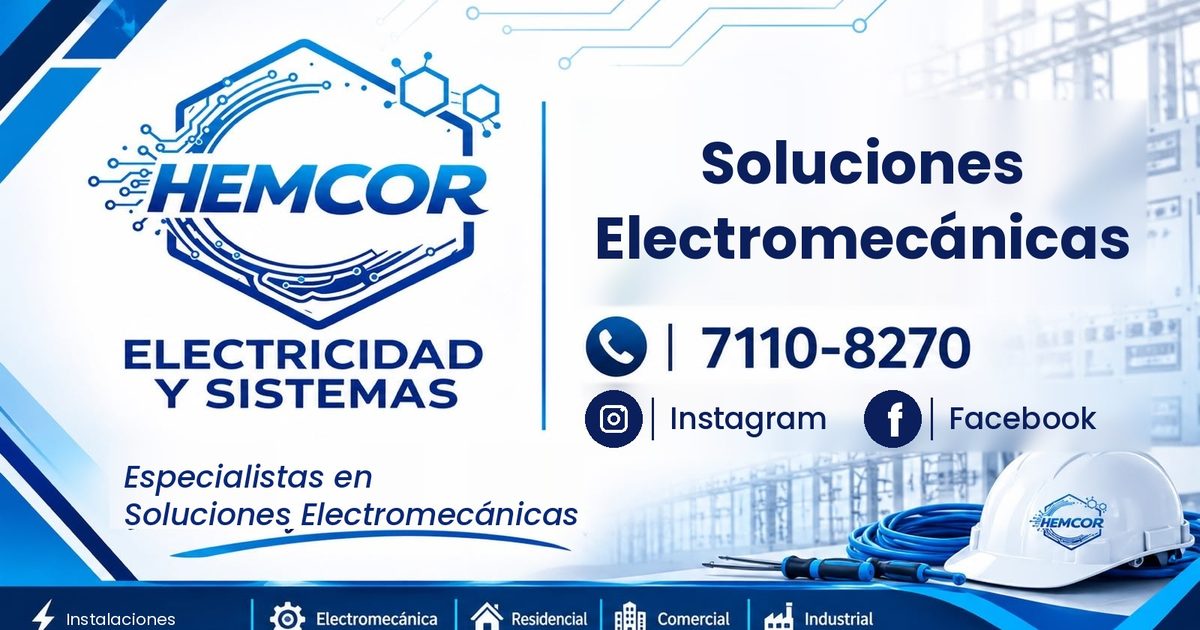 HEMCOR
ELECTRICIDAD
Y SISTEMAS
Especialistas en
Soluciones Electromecánicas
Soluciones
Electromecánicas
7110-8270
Instagram
Facebook
HEMCOR
Instalaciones
Electromecánica
Residencial
Comercial
Industrial